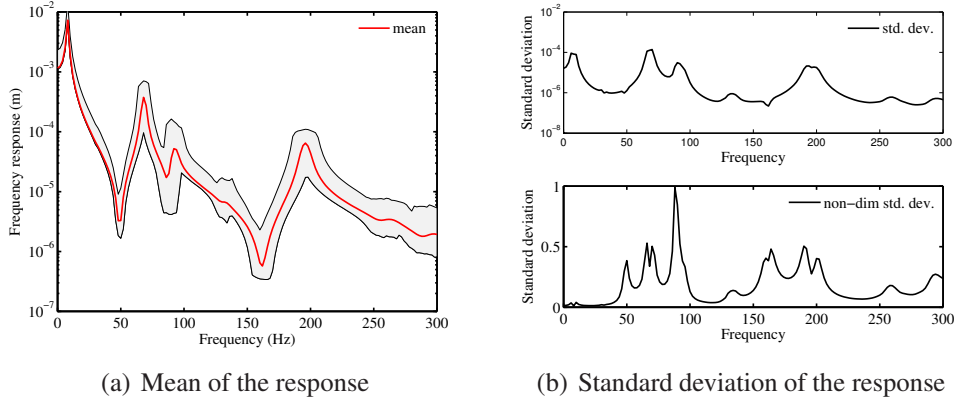 10^−2
10^−3
10^−4
10^−5
10^−6
10^−7
Frequency response (m)
mean
0 50 100 150 200 250 300
Frequency (Hz)
(a) Mean of the response
10^−2
10^−4
10^−6
10^−8
Standard deviation
std. dev.
0 50 100 150 200 250 300
Frequency
1
0.5
0
Standard deviation
non−dim std. dev.
0 50 100 150 200 250 300
Frequency
(b) Standard deviation of the response